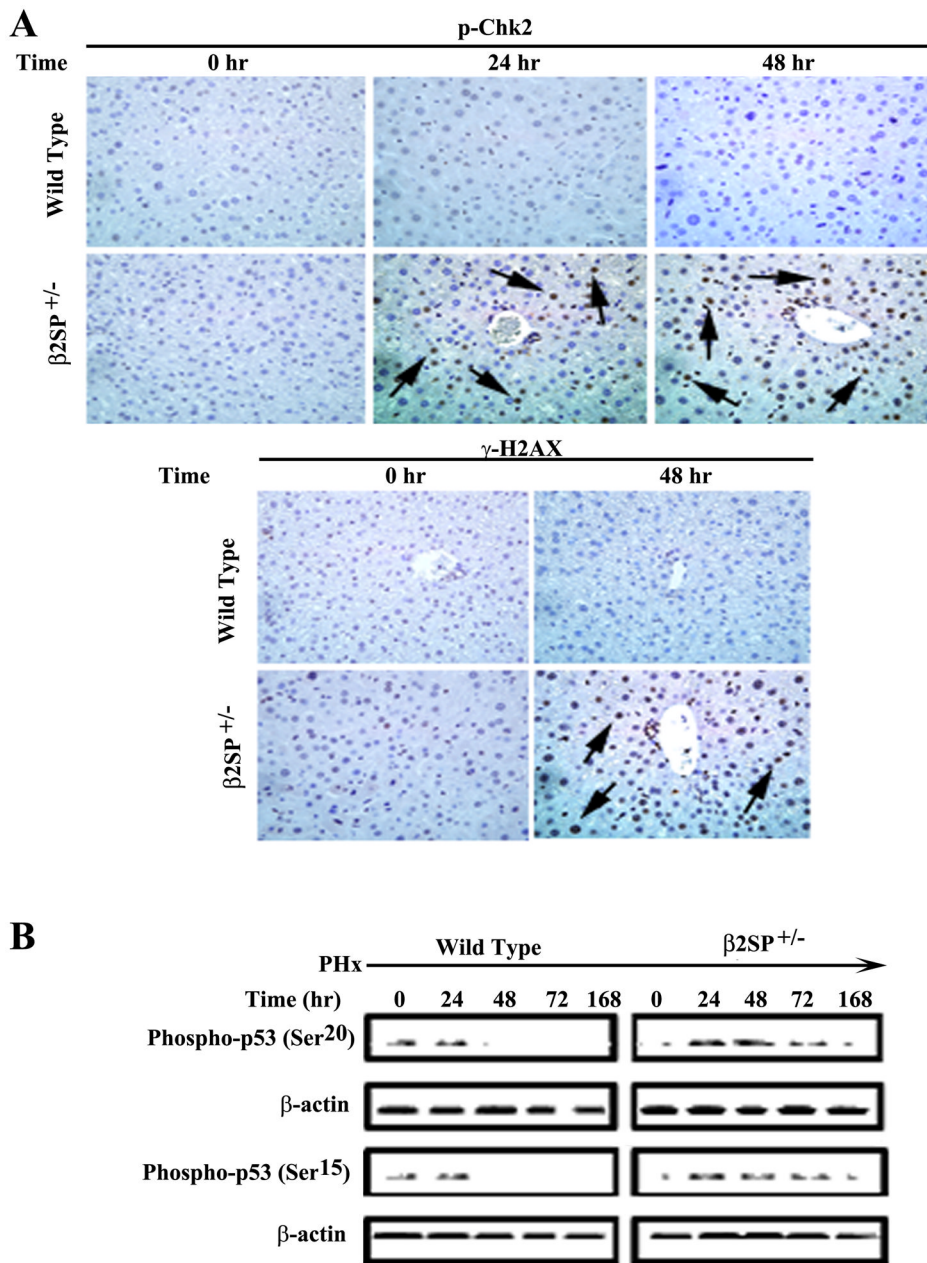 A
p-Chk2
Time 0 hr 24 hr 48 hr
Wild Type
β2SP +/-
γ-H2AX
Time 0 hr 48 hr
Wild Type
β2SP +/-
B
Wild Type β2SP +/-
PHx
Time (hr) 0 24 48 72 168 0 24 48 72 168
Phospho-p53 (Ser20)
β-actin
Phospho-p53 (Ser15)
β-actin